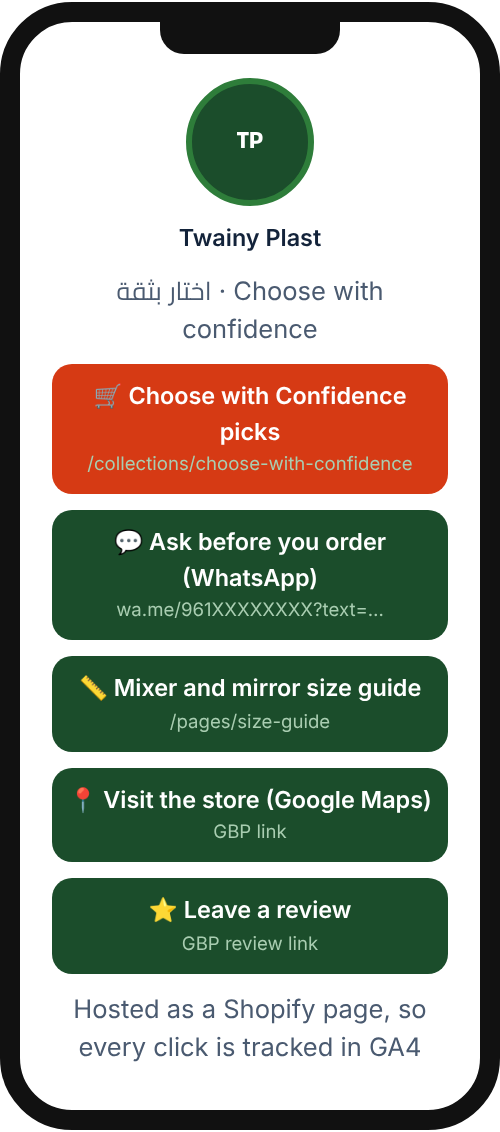 TP
Twainy Plast
اختار بثقة · Choose with
confidence
🛒 Choose with Confidence
picks
/collections/choose-with-confidence
💬 Ask before you order
(WhatsApp)
wa.me/961XXXXXXXX?text=...
📏 Mixer and mirror size guide
/pages/size-guide
📍 Visit the store (Google Maps)
GBP link
⭐ Leave a review
GBP review link
Hosted as a Shopify page, so
every click is tracked in GA4